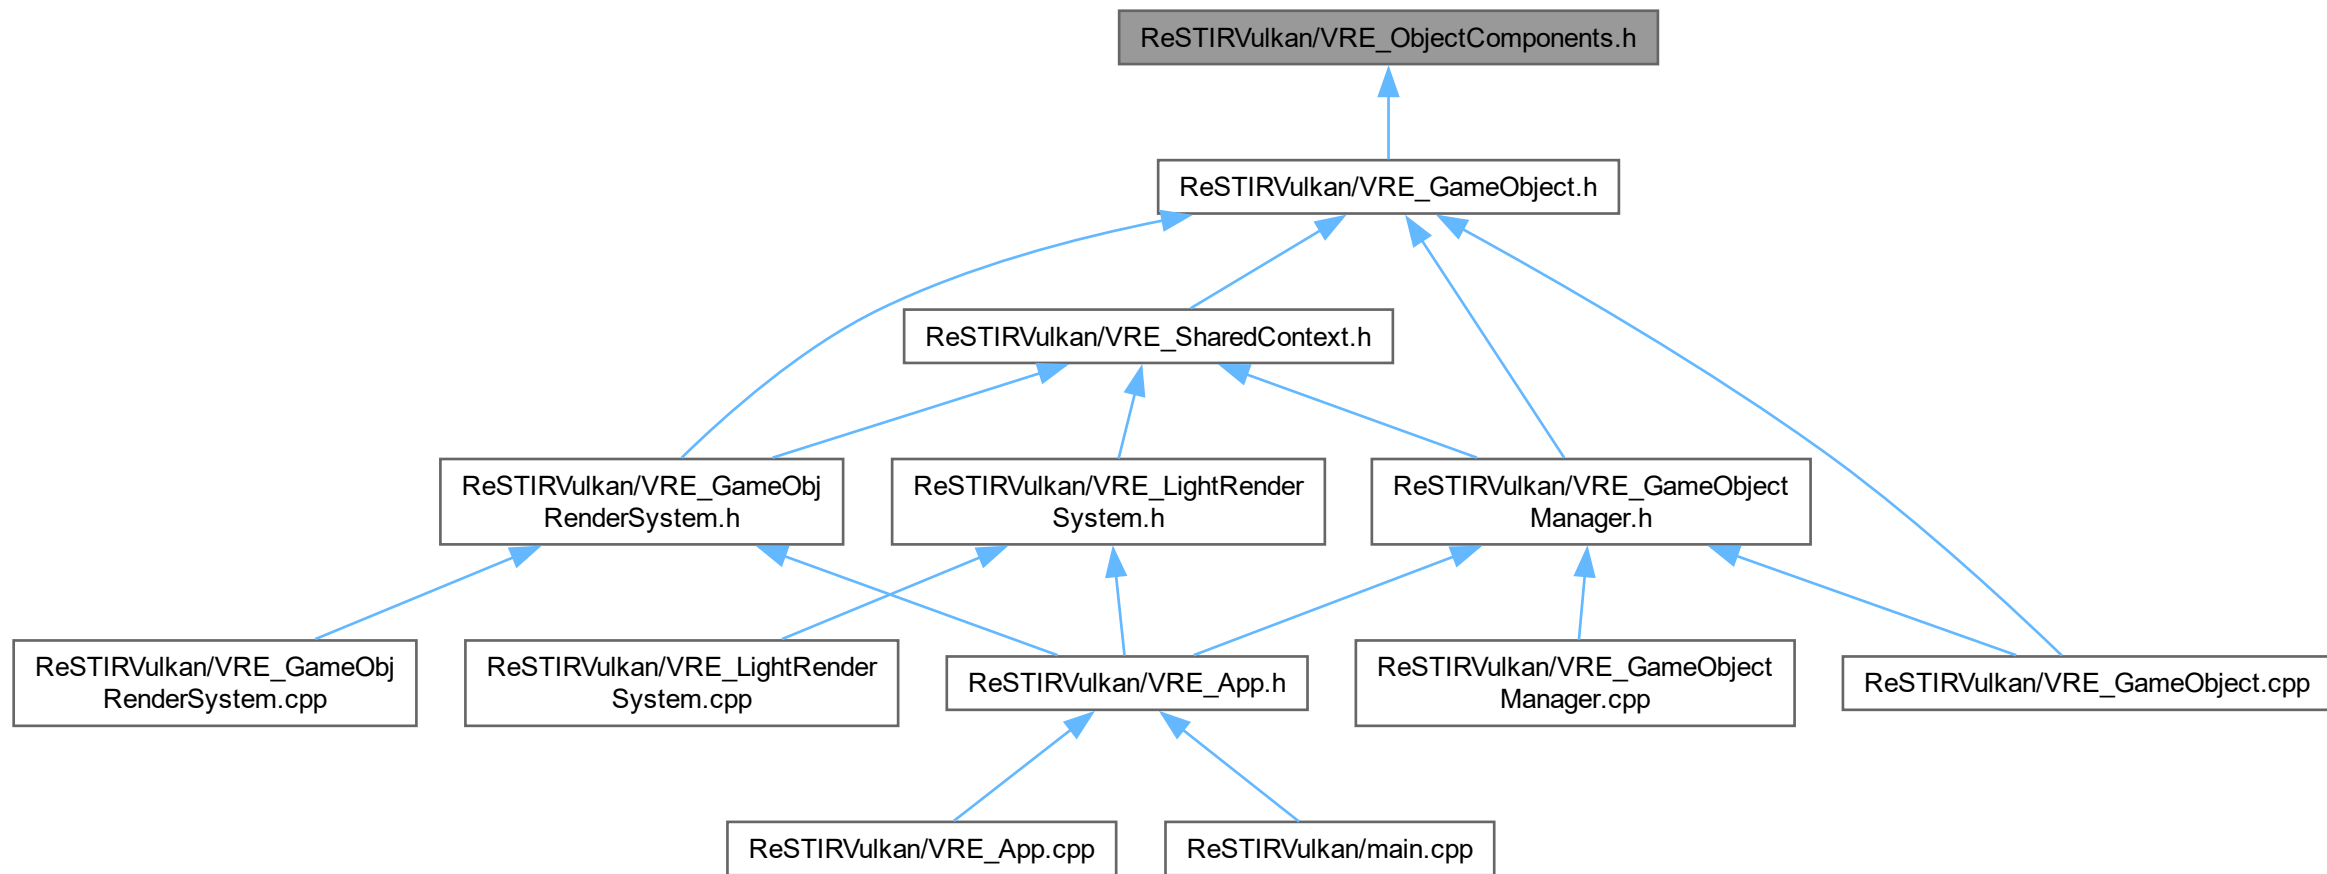 ReSTIRVulkan/VRE_ObjectComponents.h
ReSTIRVulkan/VRE_GameObject.h
ReSTIRVulkan/VRE_SharedContext.h
ReSTIRVulkan/VRE_GameObj
RenderSystem.h
ReSTIRVulkan/VRE_LightRender
System.h
ReSTIRVulkan/VRE_GameObject
Manager.h
ReSTIRVulkan/VRE_GameObj
RenderSystem.cpp
ReSTIRVulkan/VRE_LightRender
System.cpp
ReSTIRVulkan/VRE_App.h
ReSTIRVulkan/VRE_GameObject
Manager.cpp
ReSTIRVulkan/VRE_GameObject.cpp
ReSTIRVulkan/VRE_App.cpp
ReSTIRVulkan/main.cpp